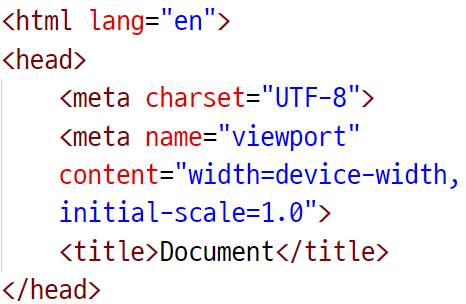 <html lang="en">
<head>
<meta charset="UTF-8">
<meta name="viewport"
content="width=device-width,
initial-scale=1.0">
<title>Document</title>
</head>